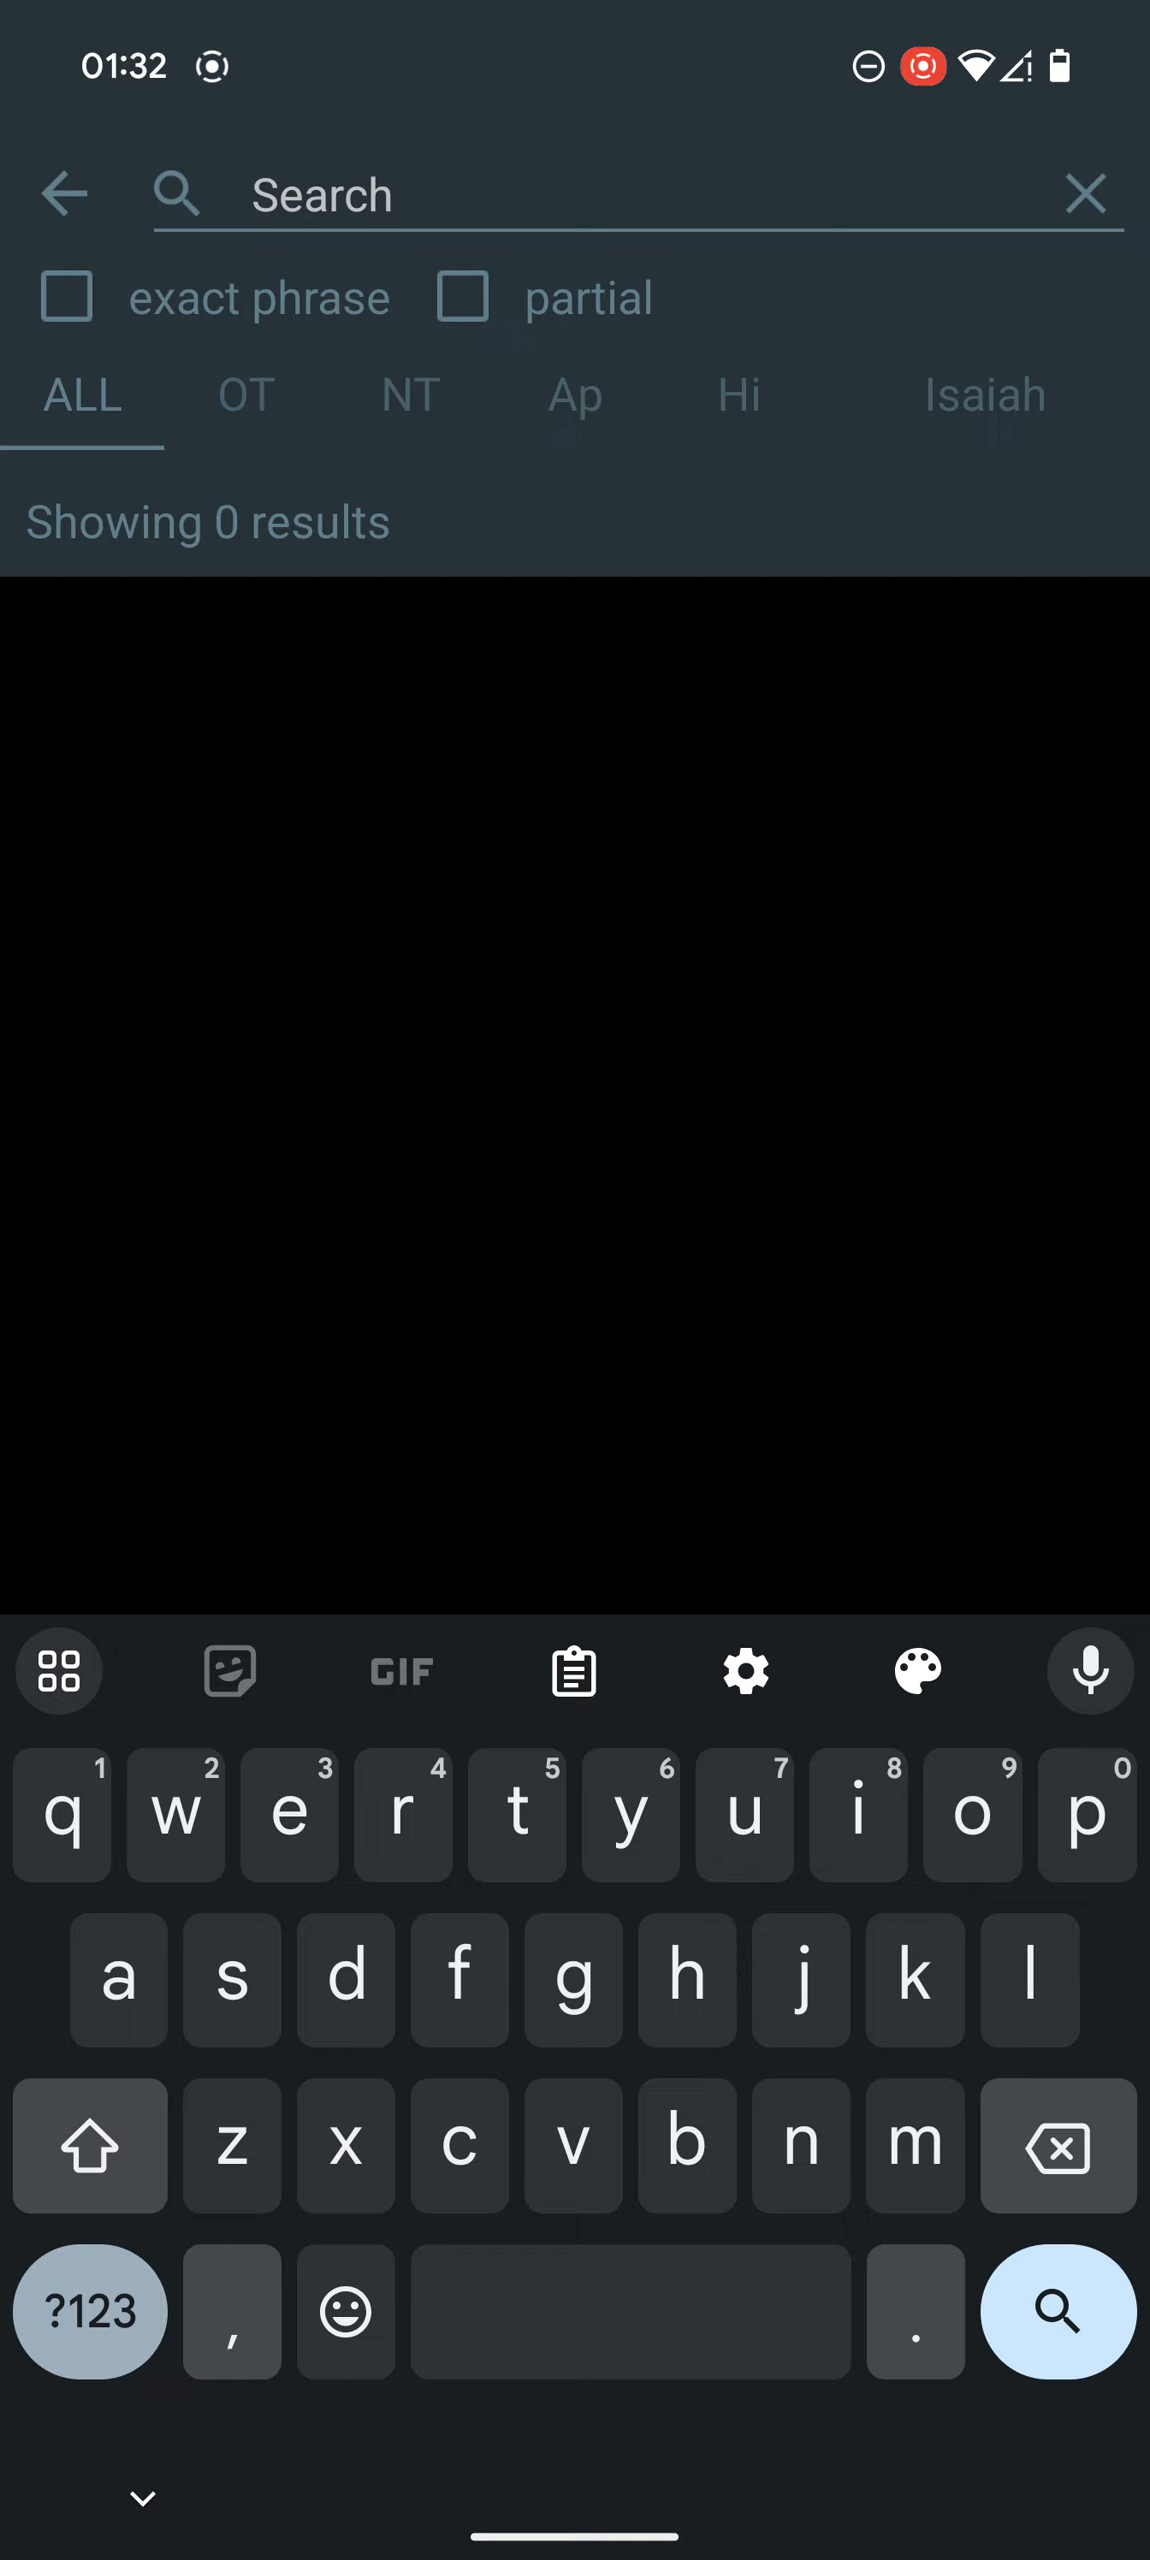 01:32
Search
exact phrase partial
ALL OT NT Ap Hi Isaiah
Showing 0 results
GIF
1 2 3 4 5 6 7 8 9 0
q w e r t y u i o p
a s d f g h j k l
z x c v b n m
?123 , .